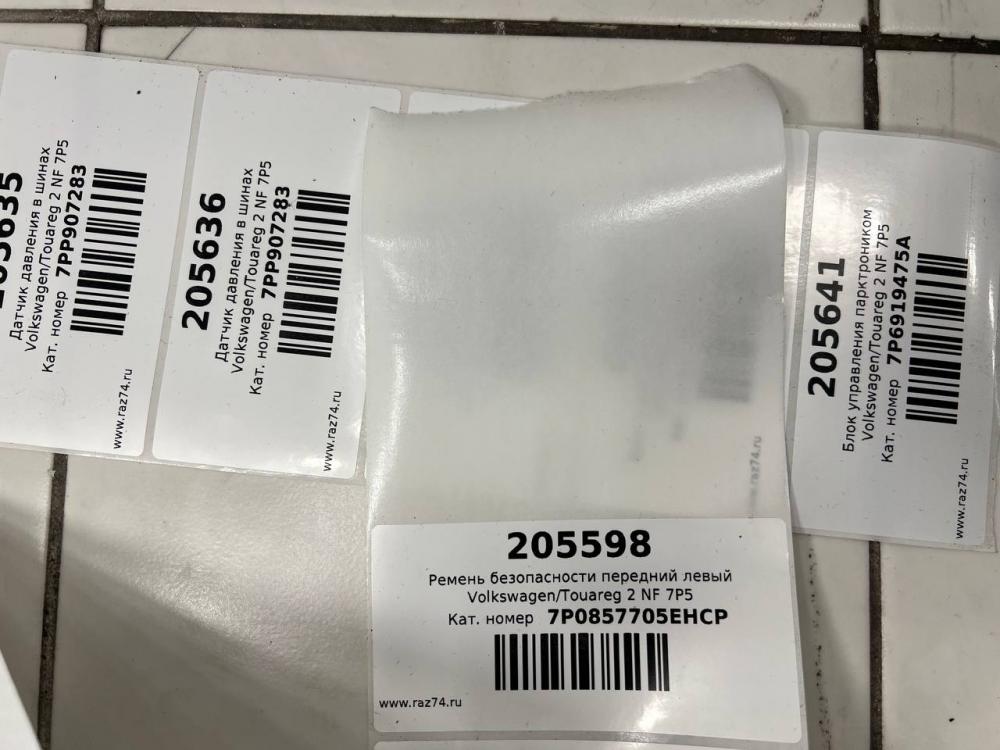 Датчик давления в шинах
Volkswagen/Touareg 2 NF 7P5
Кат. номер 7PP907283
www.raz74.ru
205636
Датчик давления в шинах
Volkswagen/Touareg 2 NF 7P5
Кат. номер 7PP907283
www.raz74.ru
205598
Ремень безопасности передний левый
Volkswagen/Touareg 2 NF 7P5
Кат. номер 7P0857705EHCP
www.raz74.ru
205641
Блок управления парктроником
Volkswagen/Touareg 2 NF 7P5
Кат. номер 7P6919475A
www.raz74.ru